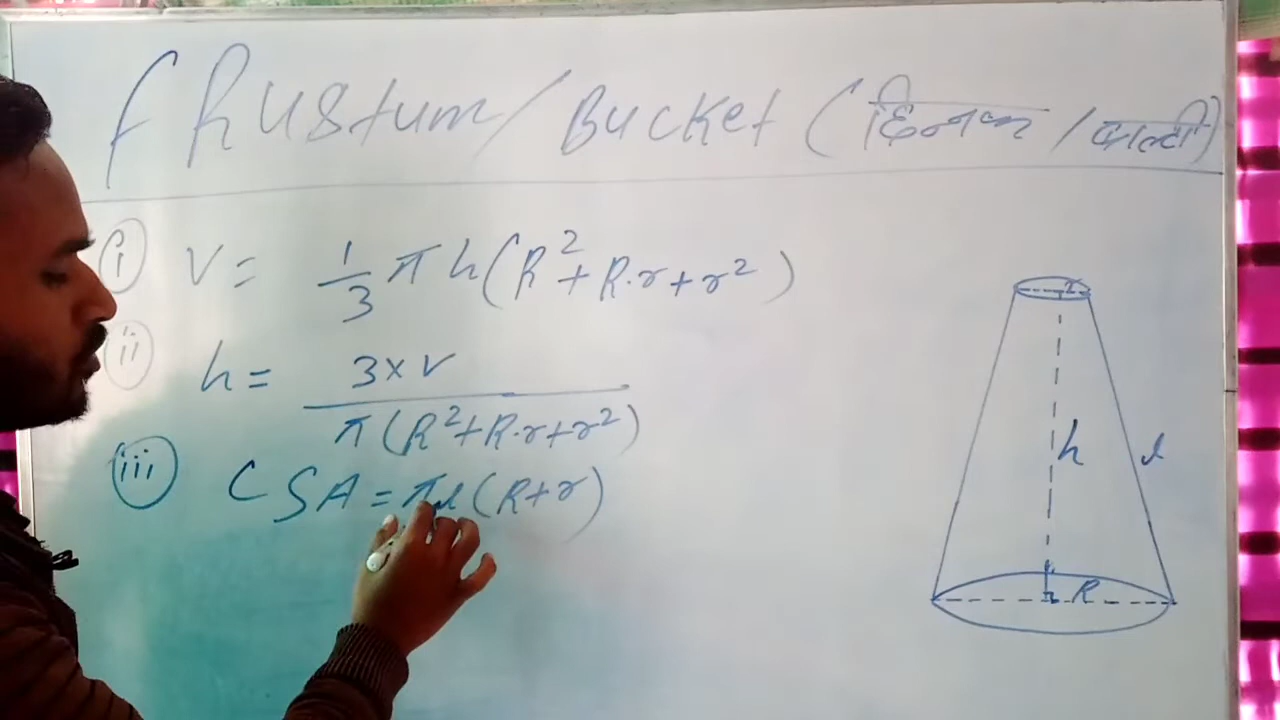 Frustum/Bucket (छिन्नक / बाल्टी)
(i) V = 1/3 π h (R² + R.r + r²)
(ii) h = 3×V / π (R² + R.r + r²)
(iii) CSA = πl (R+r)
r
h
l
R